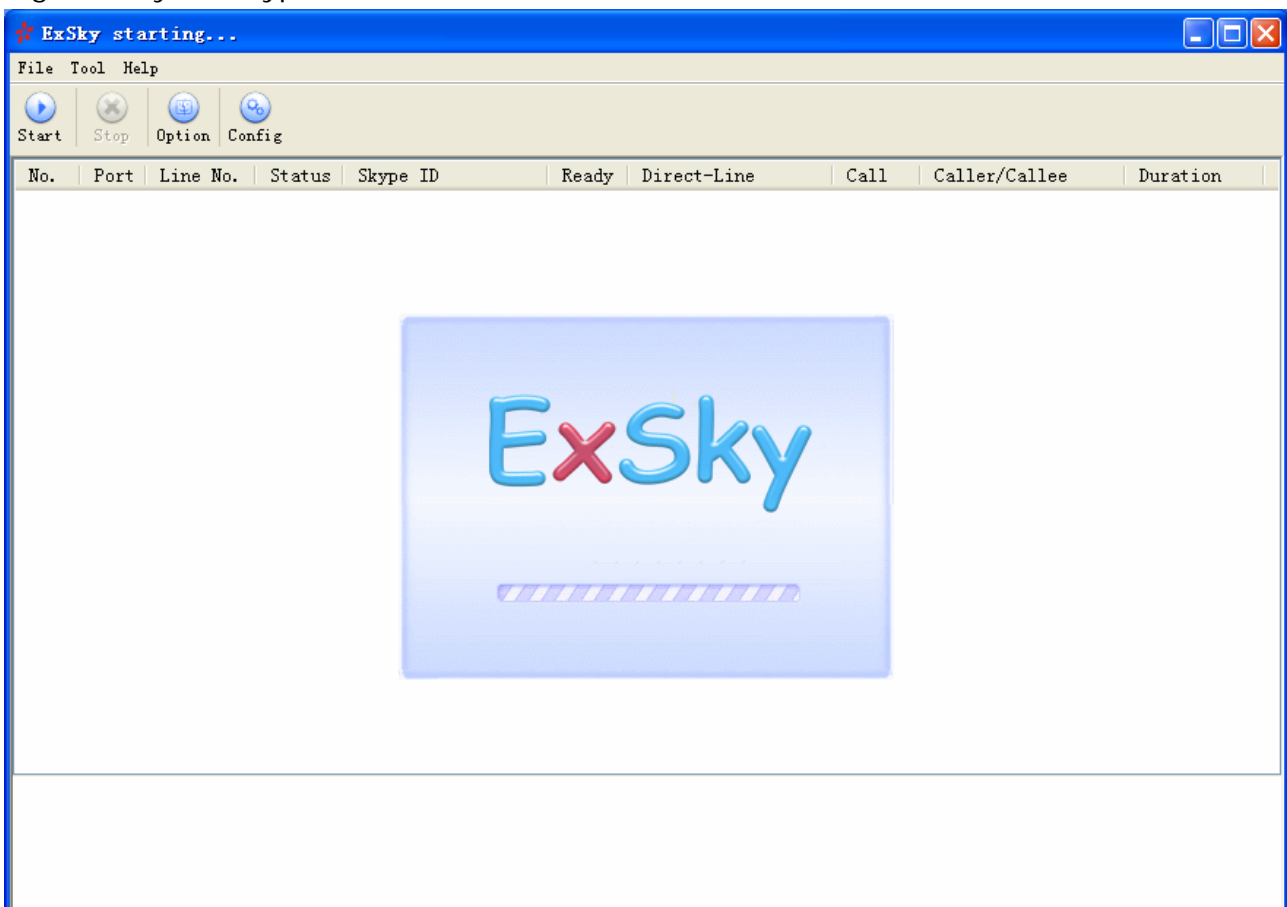 ExSky starting...
File Tool Help
Start Stop Option Config
No. Port Line No. Status Skype ID Ready Direct-Line Call Caller/Callee Duration
ExSky